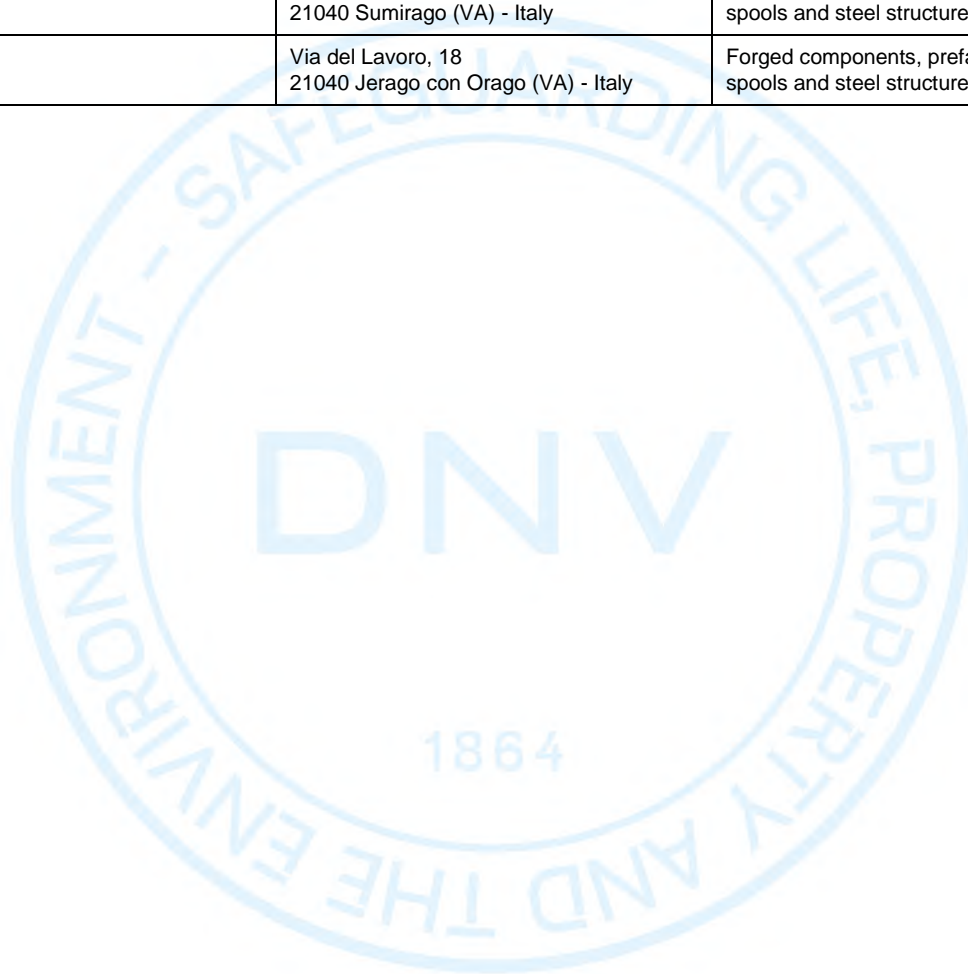 21040 Sumirago (VA) - Italy
spools and steel structure
Via del Lavoro, 18
21040 Jerago con Orago (VA) - Italy
Forged components,
spools and steel structure
SAFEGUARDING LIFE, PROPERTY AND THE ENVIRONMENT -
DNV
1864